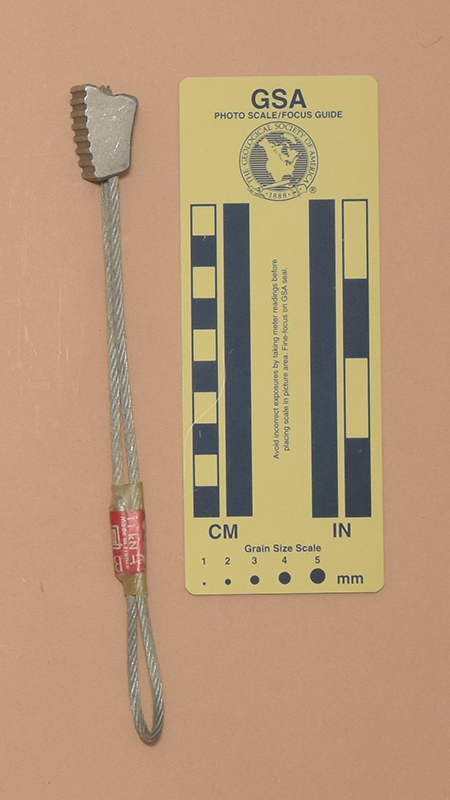 GSA
PHOTO SCALE/FOCUS GUIDE
THE GEOLOGICAL SOCIETY OF AMERICA
1888
®
Avoid incorrect exposures by taking meter readings before
placing scale in picture area. Fine-focus on GSA seal.
CM IN
Grain Size Scale
1 2 3 4 5
mm
11 KN